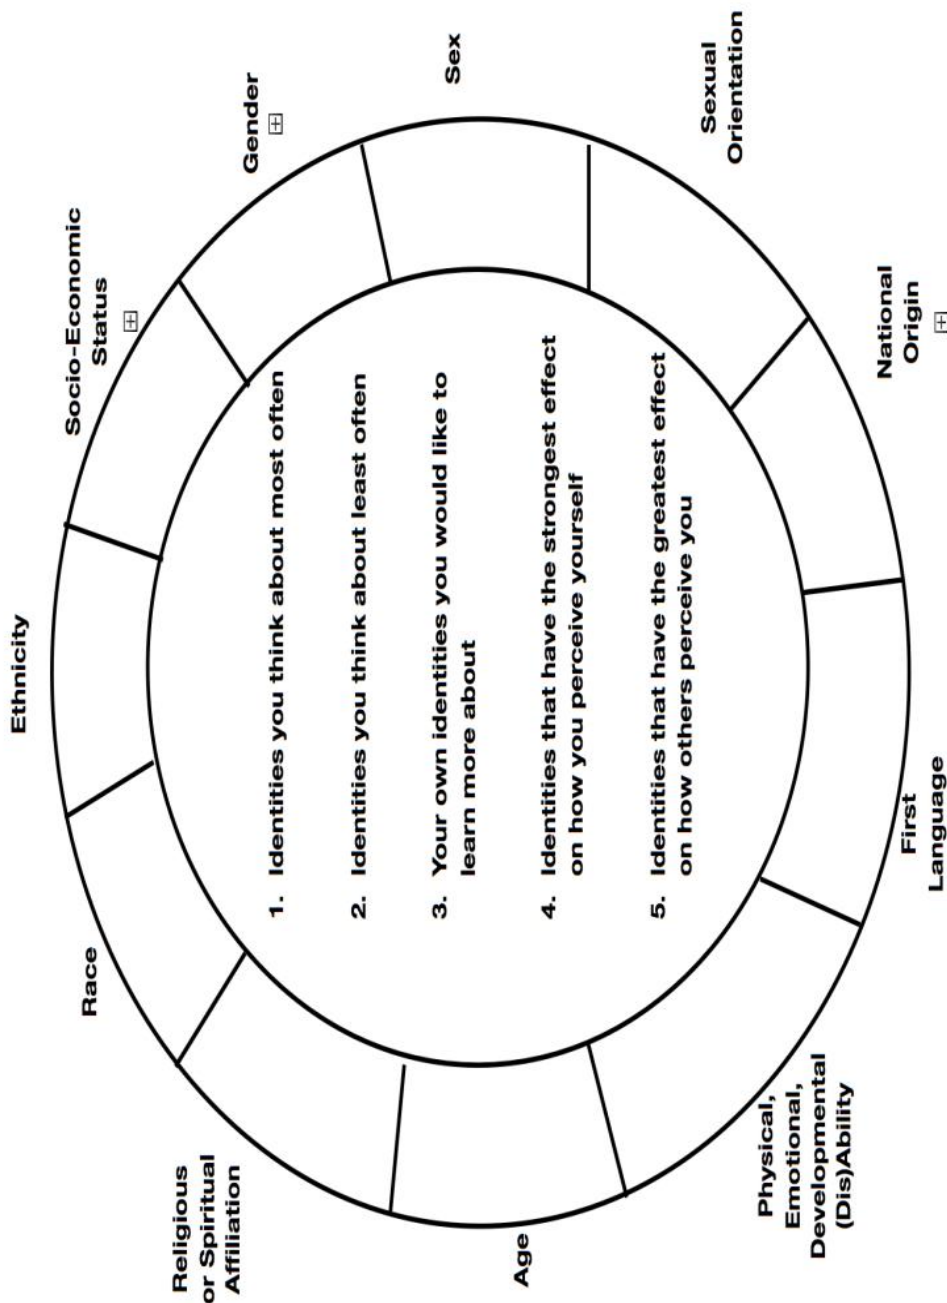 Ethnicity
Socio-Economic
Status
Gender
Sex
Sexual
Orientation
National
Origin
First
Language
Physical,
Emotional,
Developmental
(Dis)Ability
Age
Religious
or Spiritual
Affiliation
Race
1. Identities you think about most often
2. Identities you think about least often
3. Your own identities you would like to
learn more about
4. Identities that have the strongest effect
on how you perceive yourself
5. Identities that have the greatest effect
on how others perceive you